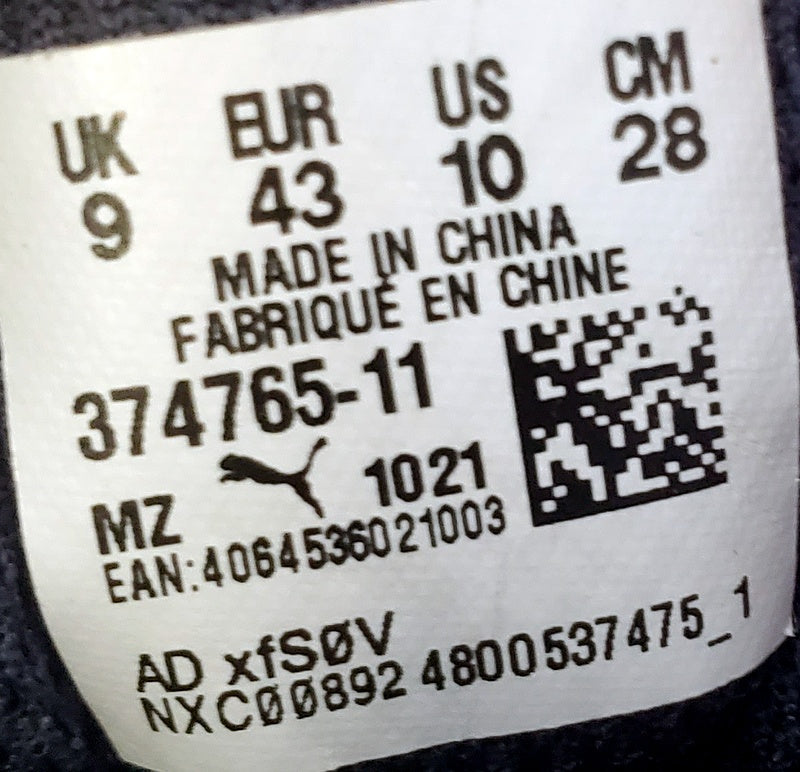 UK EUR US CM
9 43 10 28
MADE IN CHINA
FABRIQUÉ EN CHINE
374765-11
MZ 1021
EAN:4064536021003
AD xfSØV
NXCØØ892 4800537475_1